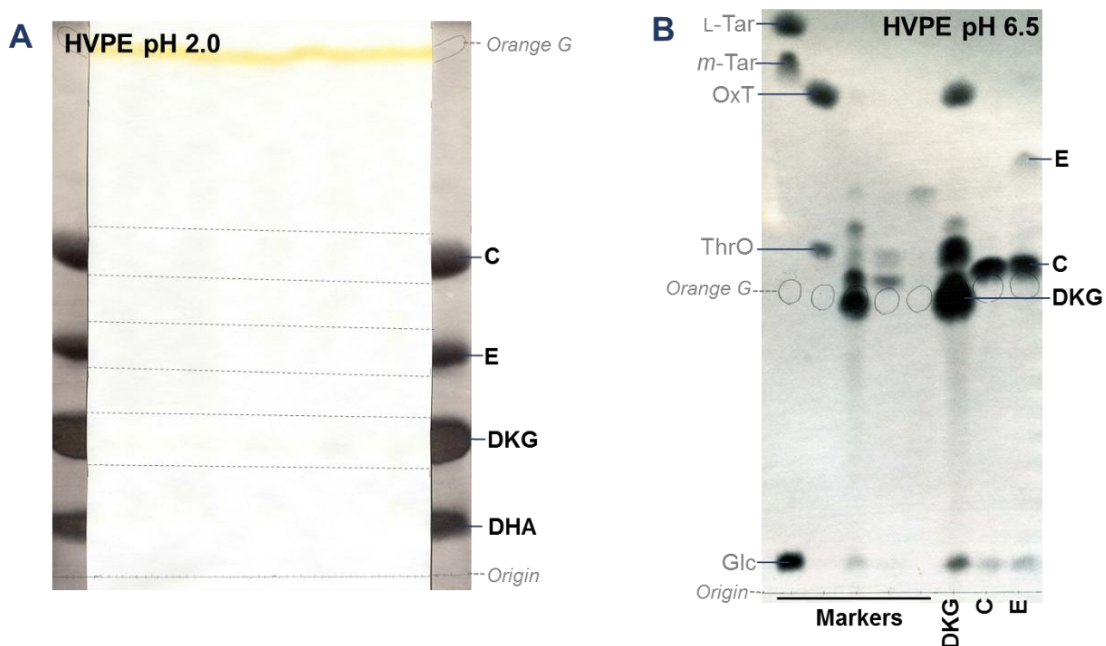 A
HVPE pH 2.0
Orange G
C
E
DKG
DHA
Origin
B
HVPE pH 6.5
L-Tar
m-Tar
OxT
E
ThrO
C
Orange G
DKG
Glc
Origin
Markers
DKG
C
E